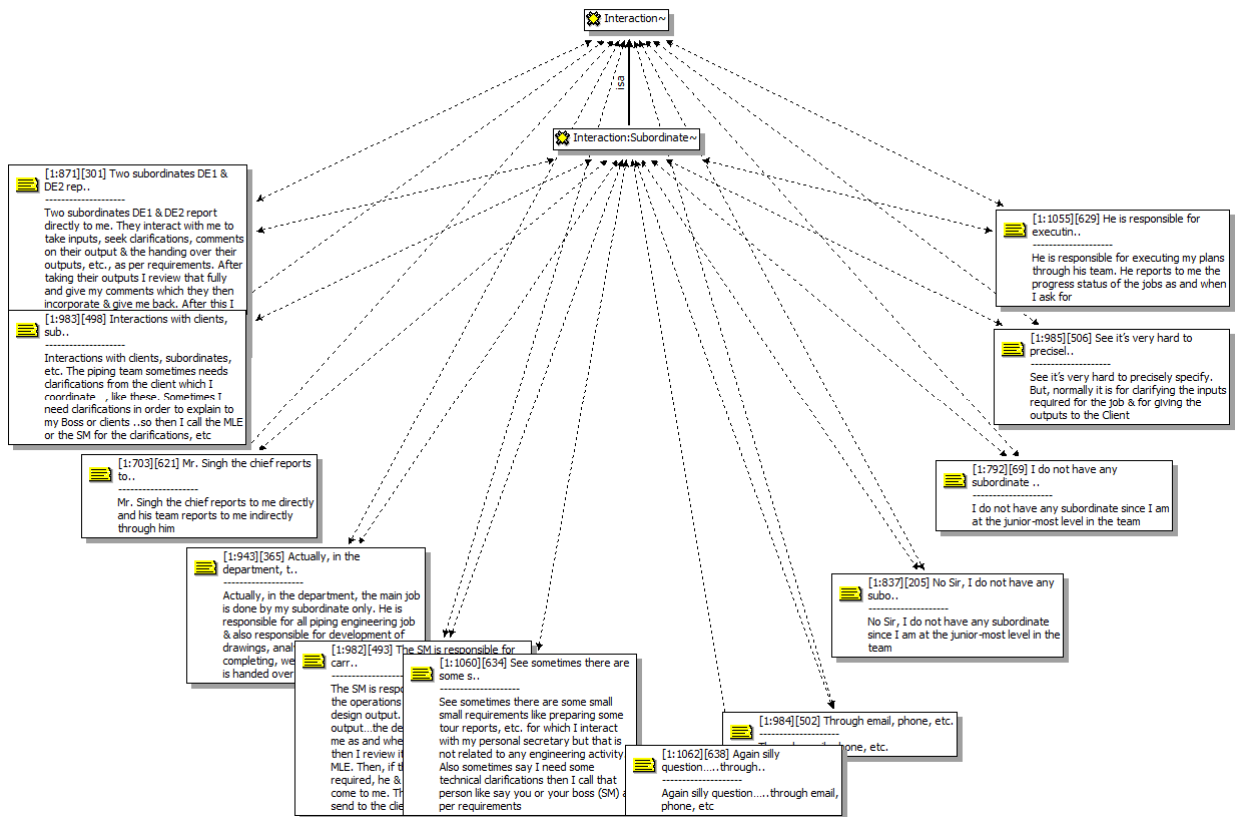 Interaction~
isa
Interaction:Subordinate~
[1:871][301] Two subordinates DE1 &
DE2 rep..
--------------------
Two subordinates DE1 & DE2 report
directly to me. They interact with me to
take inputs, seek clarifications, comments
on their output & the handing over their
outputs, etc., as per requirements. After
taking their outputs I review that fully
and give my comments which they then
incorporate & give me back. After this I
[1:983][498] Interactions with clients,
sub..
--------------------
Interactions with clients, subordinates,
etc. The piping team sometimes needs
clarifications from the client which I
coordinate , like these. Sometimes I
need clarifications in order to explain to
my Boss or clients ..so then I call the MLE
or the SM for the clarifications, etc
[1:703][621] Mr. Singh the chief reports
to..
--------------------
Mr. Singh the chief reports to me directly
and his team reports to me indirectly
through him
[1:943][365] Actually, in the
department, t..
--------------------
Actually, in the department, the main job
is done by my subordinate only. He is
responsible for all piping engineering job
& also responsible for development of
drawings,
completing,
is handed over
[1:982][493] The SM is responsible for
carr..
--------------------
The SM is
the operations
design output.
output…the
me as and
then I review
MLE. Then, if
required, he &
come to me.
send to the
[1:1060][634] See sometimes there are
some s..
--------------------
See sometimes there are some small
small requirements like preparing some
tour reports, etc. for which I interact
with my personal secretary but that is
not related to any engineering activity
Also sometimes say I need some
technical clarifications then I call that
person like say you or your boss (SM)
per requirements
[1:1062][638] Again silly
question…..through..
--------------------
Again silly question…..through email,
phone, etc
[1:984][502] Through email, phone, etc.
--------------------
phone, etc.
[1:837][205] No Sir, I do not have any
subo..
--------------------
No Sir, I do not have any subordinate
since I am at the junior-most level in the
team
[1:792][69] I do not have any
subordinate ..
--------------------
I do not have any subordinate since I am
at the junior-most level in the team
[1:985][506] See it's very hard to
precisel..
--------------------
See it's very hard to precisely specify.
But, normally it is for clarifying the inputs
required for the job & for giving the
outputs to the Client
[1:1055][629] He is responsible for
executin..
--------------------
He is responsible for executing my plans
through his team. He reports to me the
progress status of the jobs as and when
I ask for